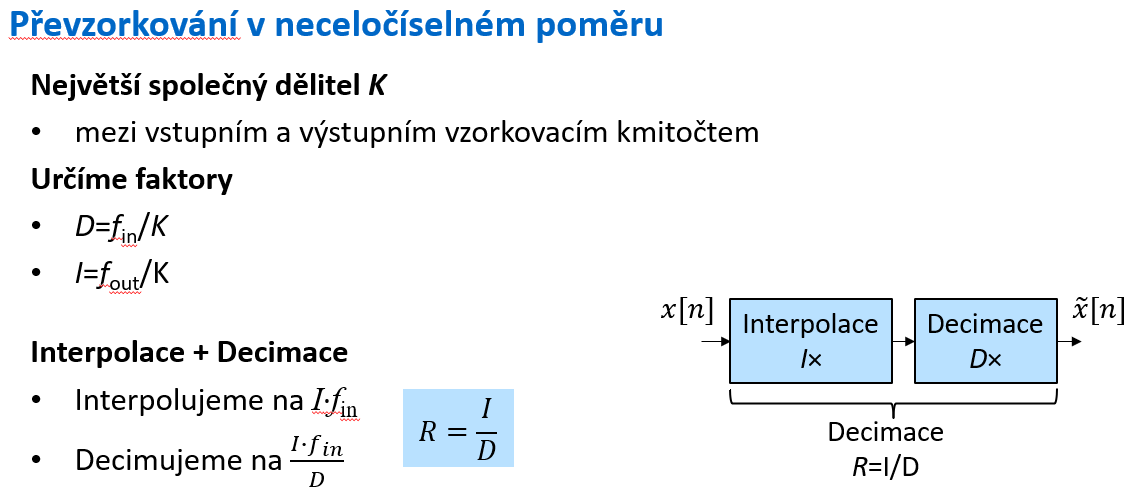 Převzorkování v neceločíselném poměru
Největší společný dělitel K
• mezi vstupním a výstupním vzorkovacím kmitočtem
Určíme faktory
• D=fin/K
• I=fout/K
Interpolace + Decimace
• Interpolujeme na I·fin
• Decimujeme na I·fin/D
R = I/D
x[n]
Interpolace
I×
Decimace
D×
x̃[n]
Decimace
R=I/D